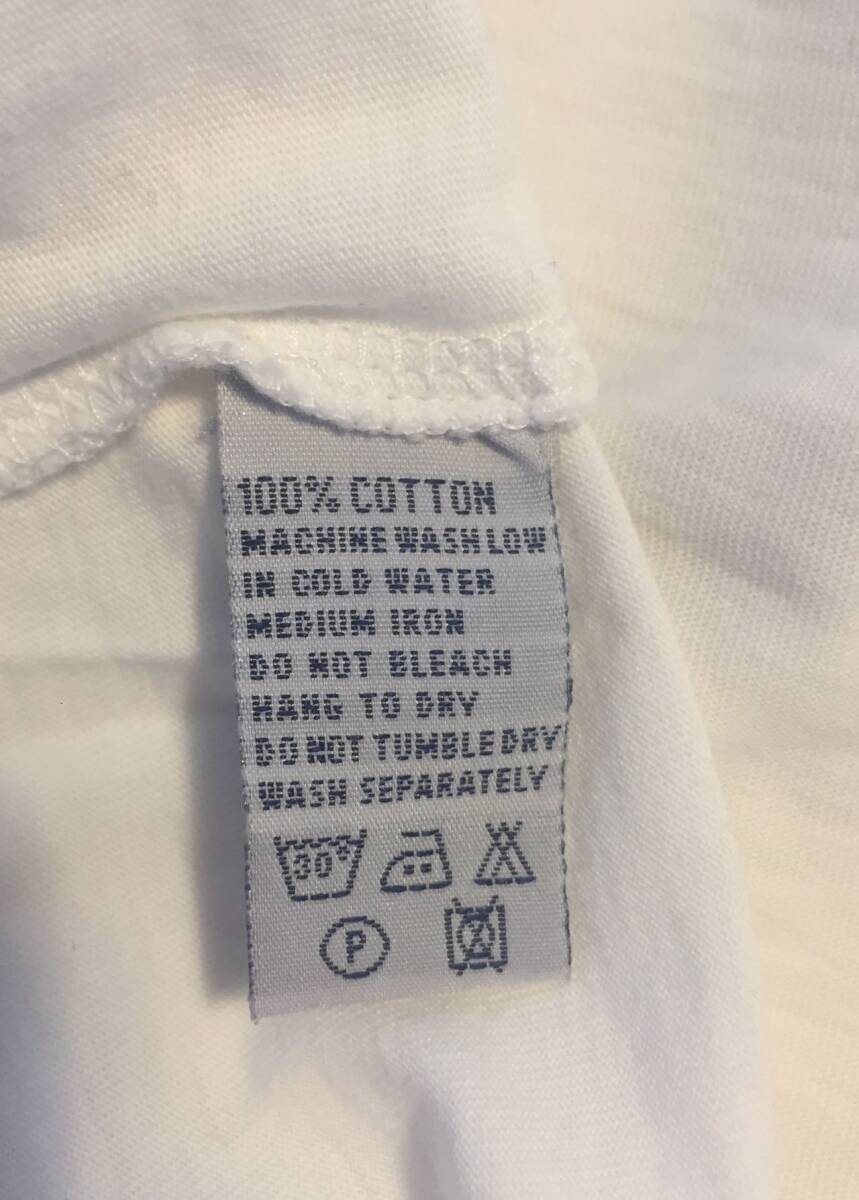 100% COTTON
MACHINE WASH LOW
IN COLD WATER
MEDIUM IRON
DO NOT BLEACH
HANG TO DRY
DO NOT TUMBLE DRY
WASH SEPARATELY
30°
P